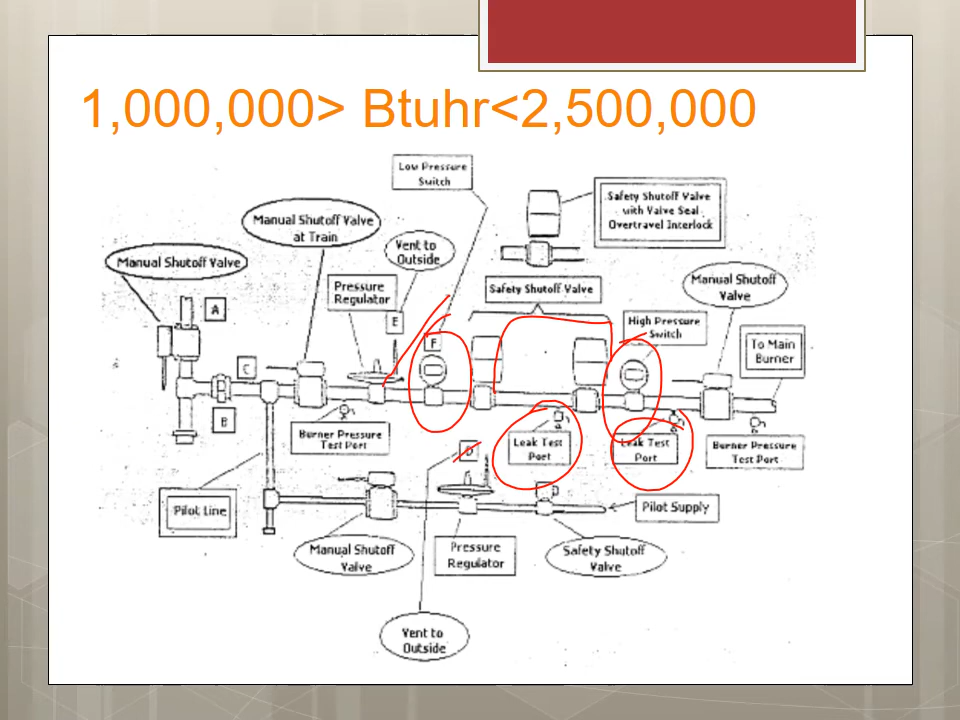 1,000,000> Btuhr<2,500,000
Low Pressure
Switch
Safety Shutoff Valve
with Valve Seal
Overtravel Interlock
Manual Shutoff Valve
at Train
Vent to
Outside
Manual Shutoff Valve
Pressure
Regulator
Safety Shutoff Valve
Manual Shutoff
Valve
A
E
F
High Pressure
Switch
To Main
Burner
C
B
Burner Pressure
Test Port
D
Leak Test
Port
Leak Test
Port
Burner Pressure
Test Port
Pilot Line
Pilot Supply
Manual Shutoff
Valve
Pressure
Regulator
Safety Shutoff
Valve
Vent to
Outside